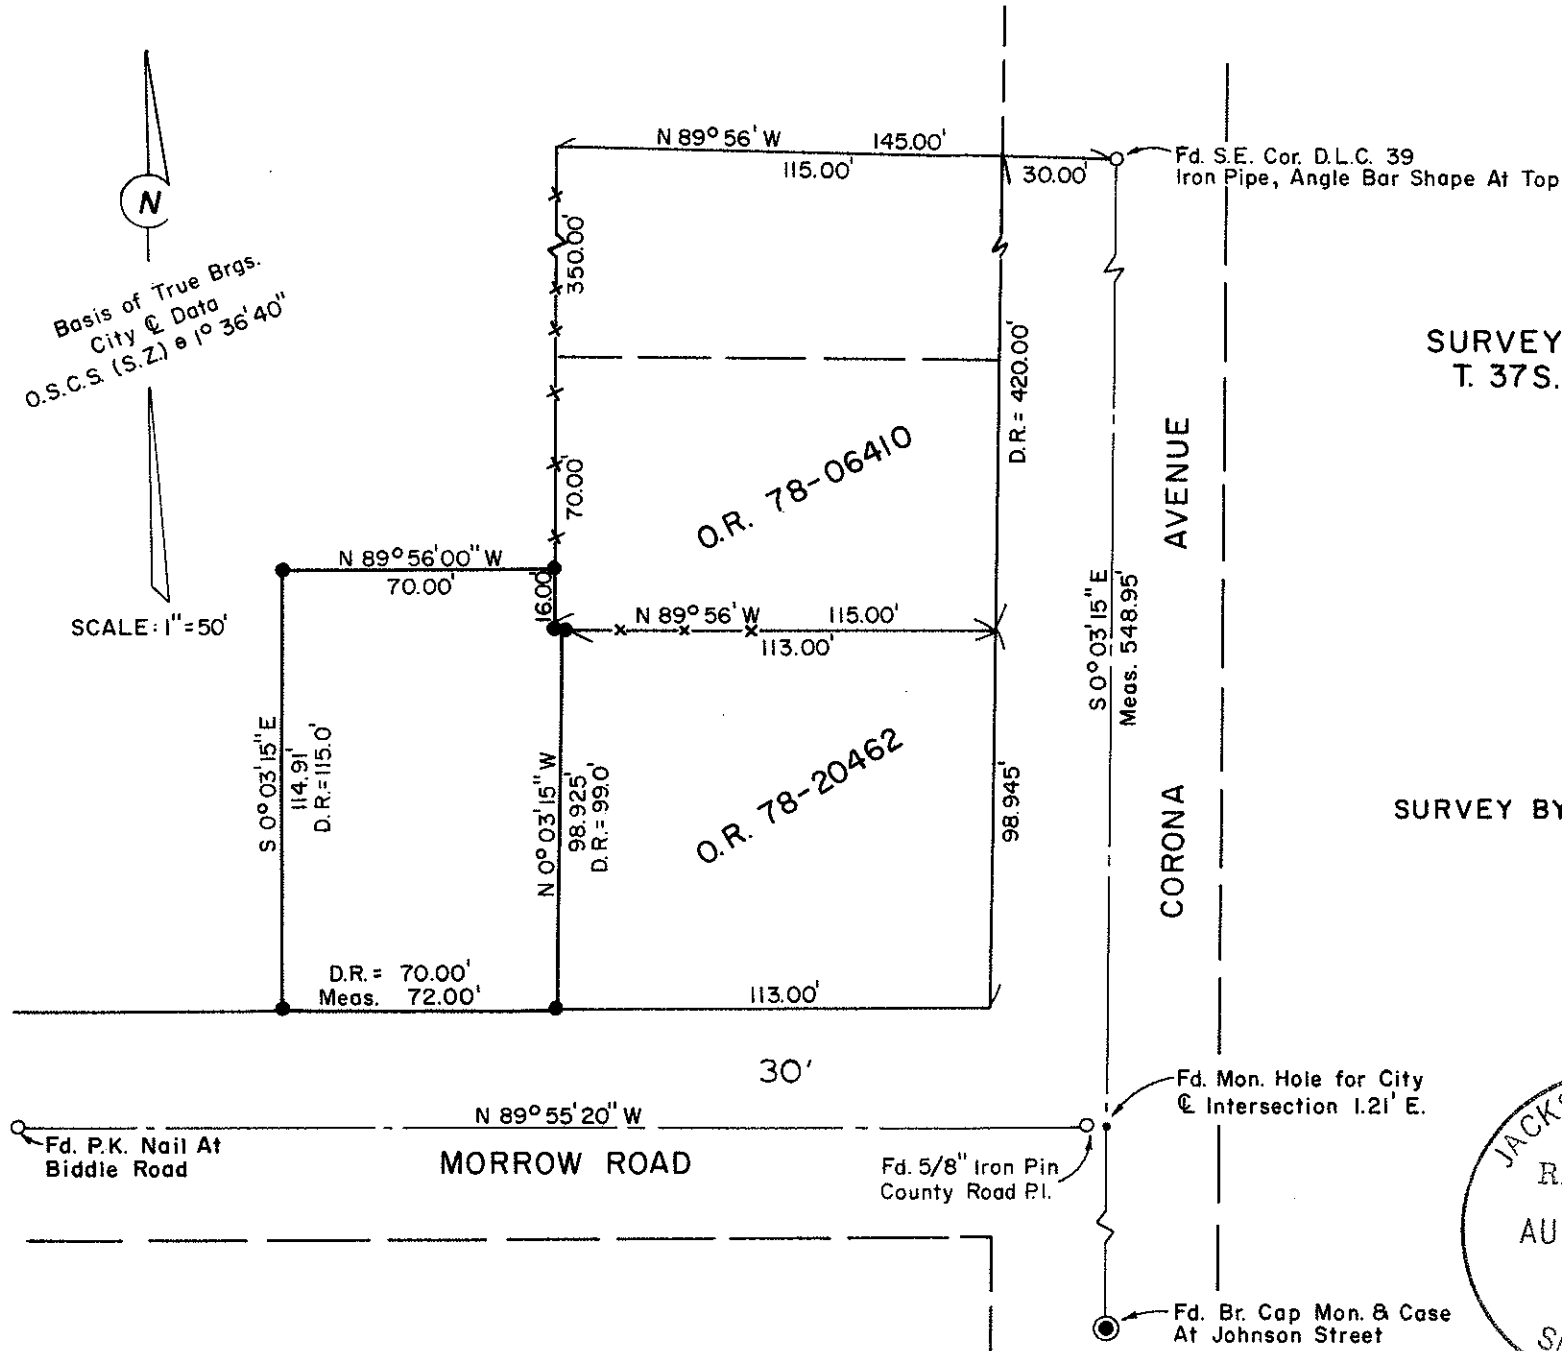 N 89° 56' W 145.00'
115.00'
30.00'
Fd. S.E. Cor. D.L.C. 39
Iron Pipe, Angle Bar Shape At Top
N
Basis of True Brgs.
City ℄ Data
O.S.C.S. (S.Z.) θ 1° 36' 40"
350.00'
D.R. = 420.00'
SURVEY
T. 37S.
AVENUE
O.R. 78-06410
70.00'
N 89° 56' 00" W
70.00'
16.00'
SCALE: 1" = 50'
N 89° 56' W 115.00'
113.00'
S 0° 03' 15" E
Meas. 548.95'
S 0° 03' 15" E
114.91'
D.R. = 115.0'
N 0° 03' 15" W
98.925'
D.R. = 99.0'
O.R. 78-20462
98.945'
CORONA
SURVEY BY
D.R. = 70.00'
Meas. 72.00'
113.00'
30'
Fd. Mon. Hole for City
℄ Intersection 1.21' E.
N 89° 55' 20" W
Fd. P.K. Nail At
Biddle Road
MORROW ROAD
Fd. 5/8" Iron Pin
County Road P.I.
JACKS
R
AU
Fd. Br. Cap Mon. & Case
At Johnson Street